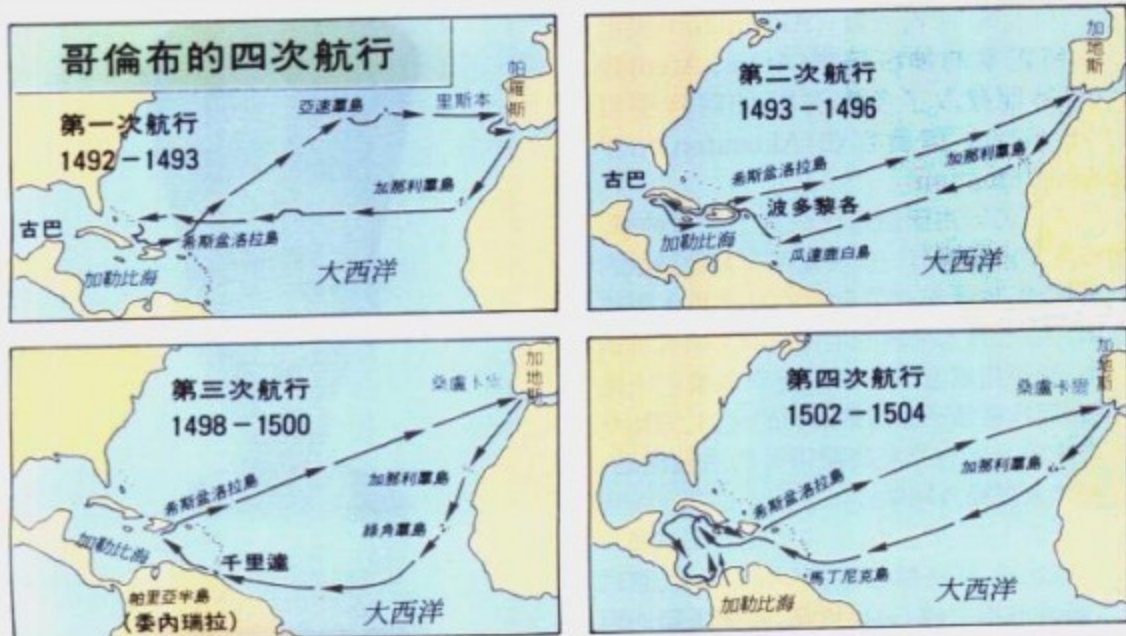 哥倫布的四次航行
第一次航行
1492－1493
帕羅斯
亞速羣島
里斯本
加那利羣島
古巴
希斯盆洛拉島
加勒比海
大西洋
第二次航行
1493－1496
加地斯
加那利羣島
希斯盆洛拉島
古巴
波多黎各
加勒比海
瓜達鹿白島
大西洋
第三次航行
1498－1500
加地斯
桑盧卡
加那利羣島
希斯盆洛拉島
綠角羣島
加勒比海
千里達
帕里亞半島
（委內瑞拉）
大西洋
第四次航行
1502－1504
加地斯
桑盧卡
加那利羣島
希斯盆洛拉島
馬丁尼克島
加勒比海
大西洋